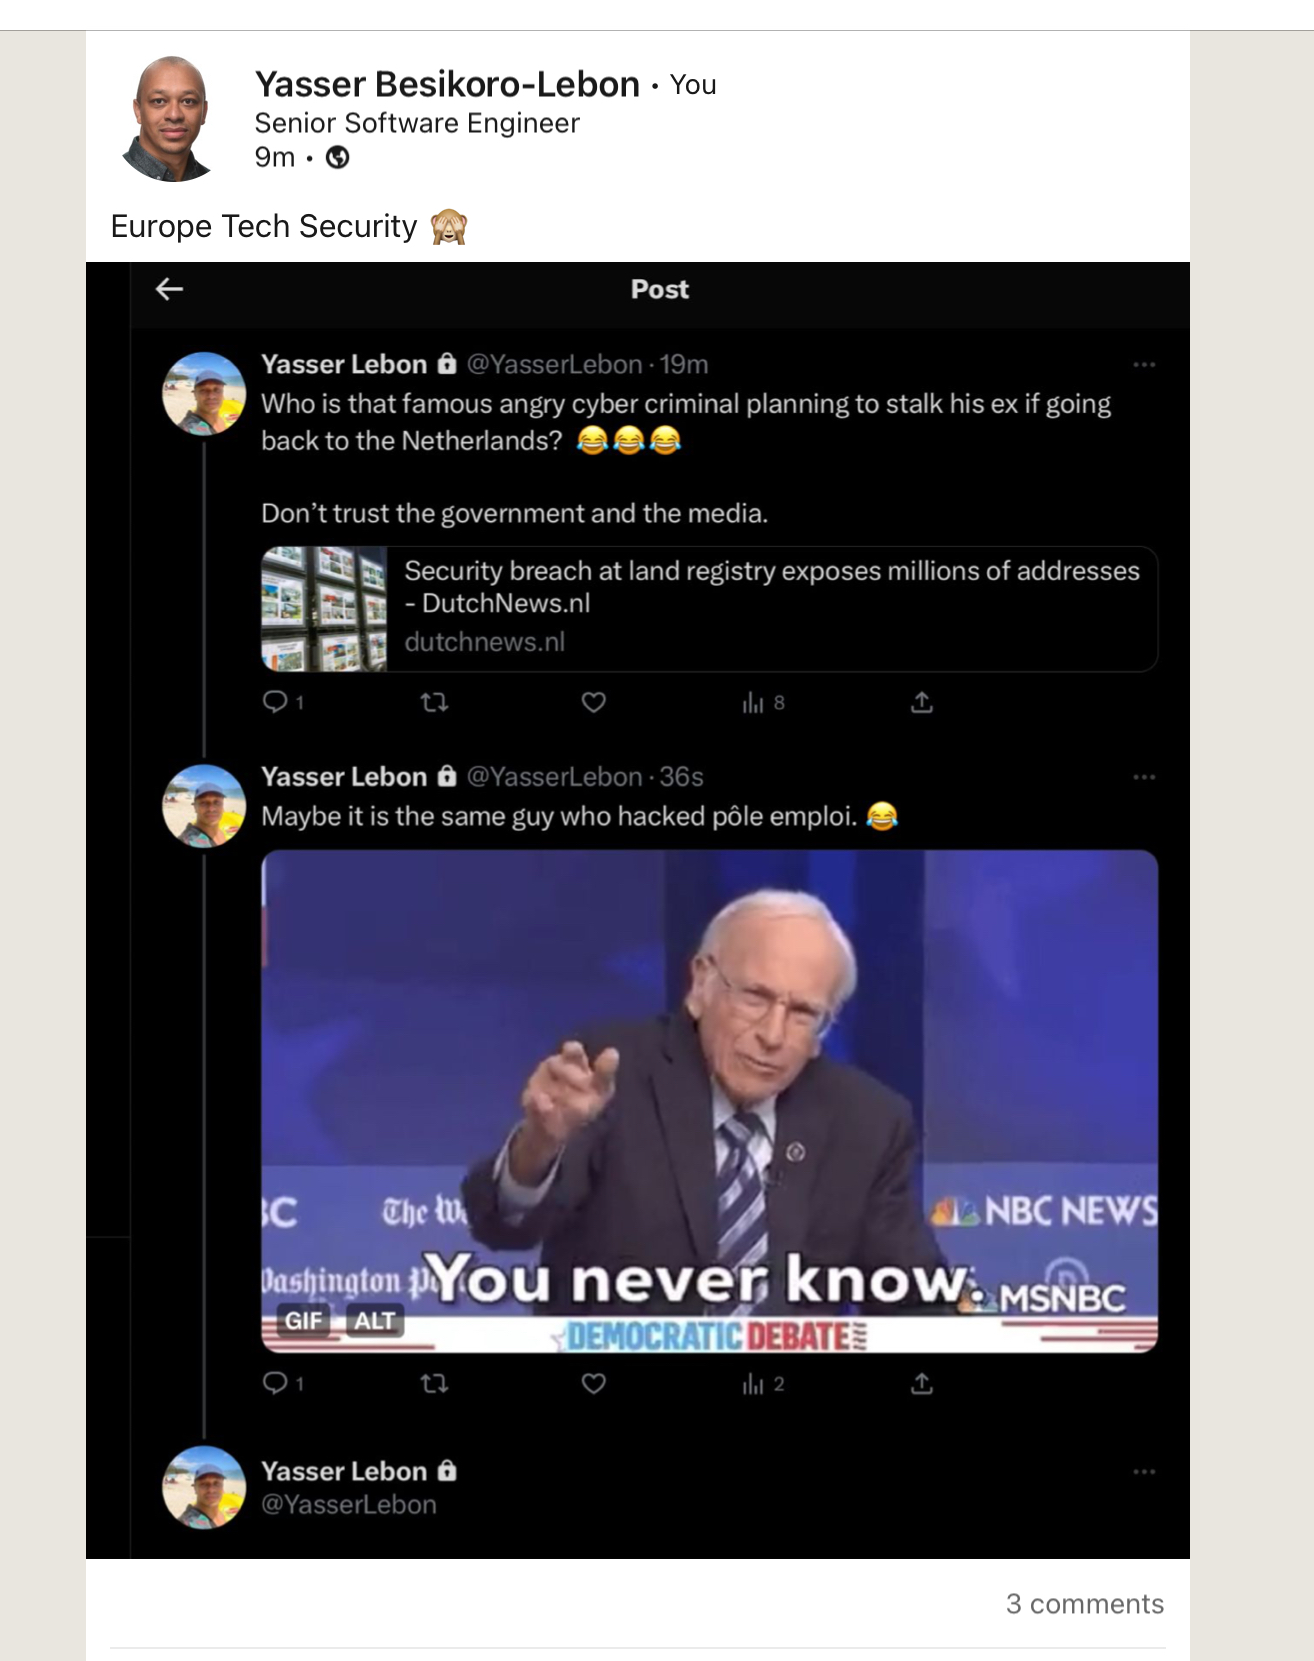 Yasser Besikoro-Lebon • You
Senior Software Engineer
9m •
Europe Tech Security 🙈
Post
Yasser Lebon @YasserLebon · 19m
Who is that famous angry cyber criminal planning to stalk his ex if going
back to the Netherlands? 😂😂😂
Don’t trust the government and the media.
Security breach at land registry exposes millions of addresses
- DutchNews.nl
dutchnews.nl
1
8
Yasser Lebon @YasserLebon · 36s
Maybe it is the same guy who hacked pôle emploi. 😂
BC
The Wa
NBC NEWS
Washington Po
You never know.
MSNBC
GIF ALT
DEMOCRATIC DEBATE
1
2
Yasser Lebon
@YasserLebon
3 comments